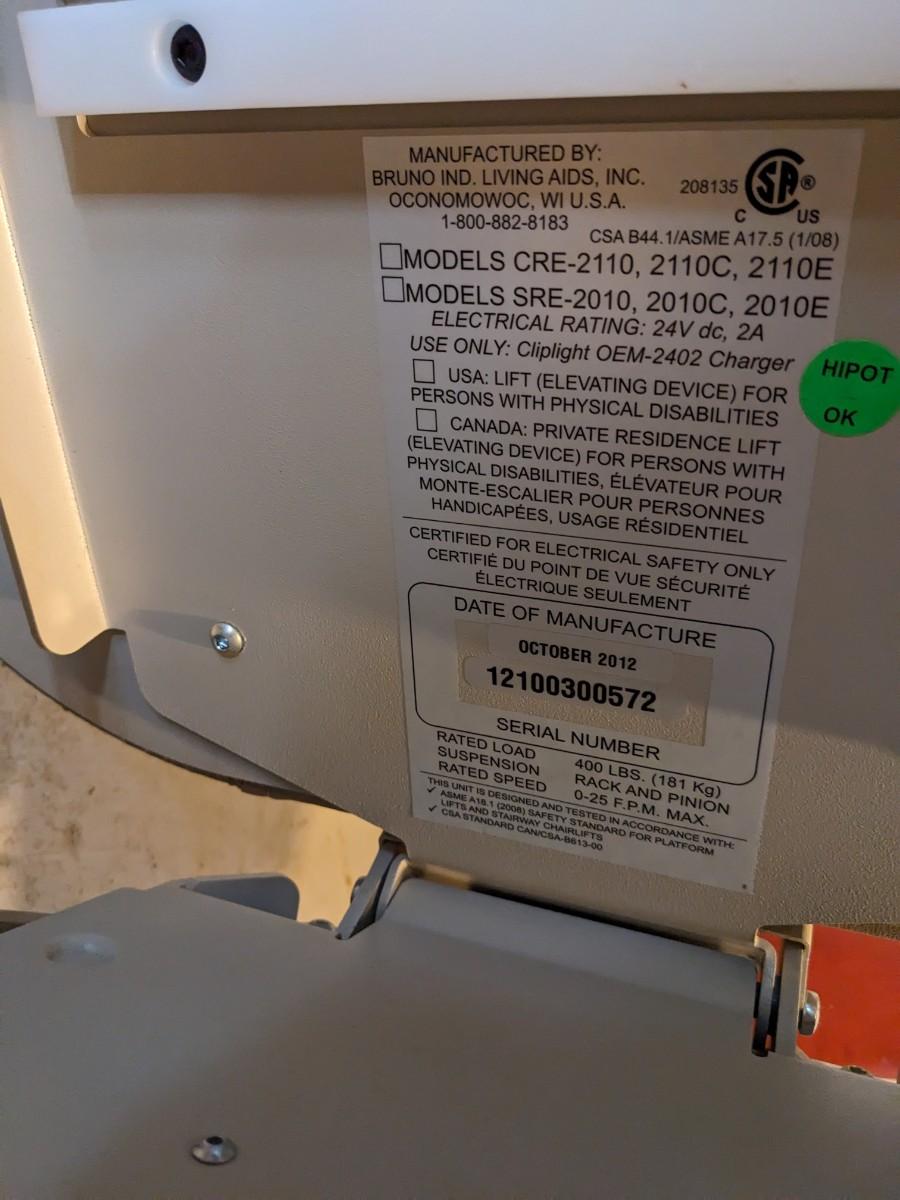 MANUFACTURED BY:
BRUNO IND. LIVING AIDS, INC.
OCONOMOWOC, WI U.S.A.
1-800-882-8183
208135
SA ®
C US
CSA B44.1/ASME A17.5 (1/08)
MODELS CRE-2110, 2110C, 2110E
MODELS SRE-2010, 2010C, 2010E
ELECTRICAL RATING: 24V dc, 2A
USE ONLY: Cliplight OEM-2402 Charger
USA: LIFT (ELEVATING DEVICE) FOR
PERSONS WITH PHYSICAL DISABILITIES
CANADA: PRIVATE RESIDENCE LIFT
(ELEVATING DEVICE) FOR PERSONS WITH
PHYSICAL DISABILITIES, ÉLÉVATEUR POUR
MONTE-ESCALIER POUR PERSONNES
HANDICAPÉES, USAGE RÉSIDENTIEL
HIPOT
OK
CERTIFIED FOR ELECTRICAL SAFETY ONLY
CERTIFIÉ DU POINT DE VUE SÉCURITÉ
ÉLECTRIQUE SEULEMENT
DATE OF MANUFACTURE
OCTOBER 2012
12100300572
SERIAL NUMBER
RATED LOAD 400 LBS. (181 Kg)
SUSPENSION RACK AND PINION
RATED SPEED 0-25 F.P.M. MAX.
THIS UNIT IS DESIGNED AND TESTED IN ACCORDANCE WITH:
✓ ASME A18.1 (2008) SAFETY STANDARD FOR PLATFORM
LIFTS AND STAIRWAY CHAIRLIFTS
✓ CSA STANDARD CAN/CSA-B613-00